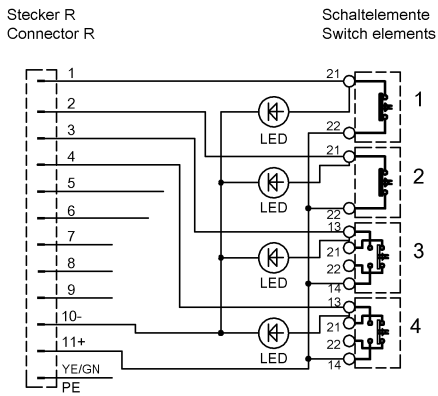 Stecker R
Connector R
Schaltelemente
Switch elements
1
2
3
4
5
6
7
8
9
10-
11+
YE/GN
PE
LED
LED
LED
LED
21
22
1
21
22
2
13
21
22
14
3
13
21
22
14
4